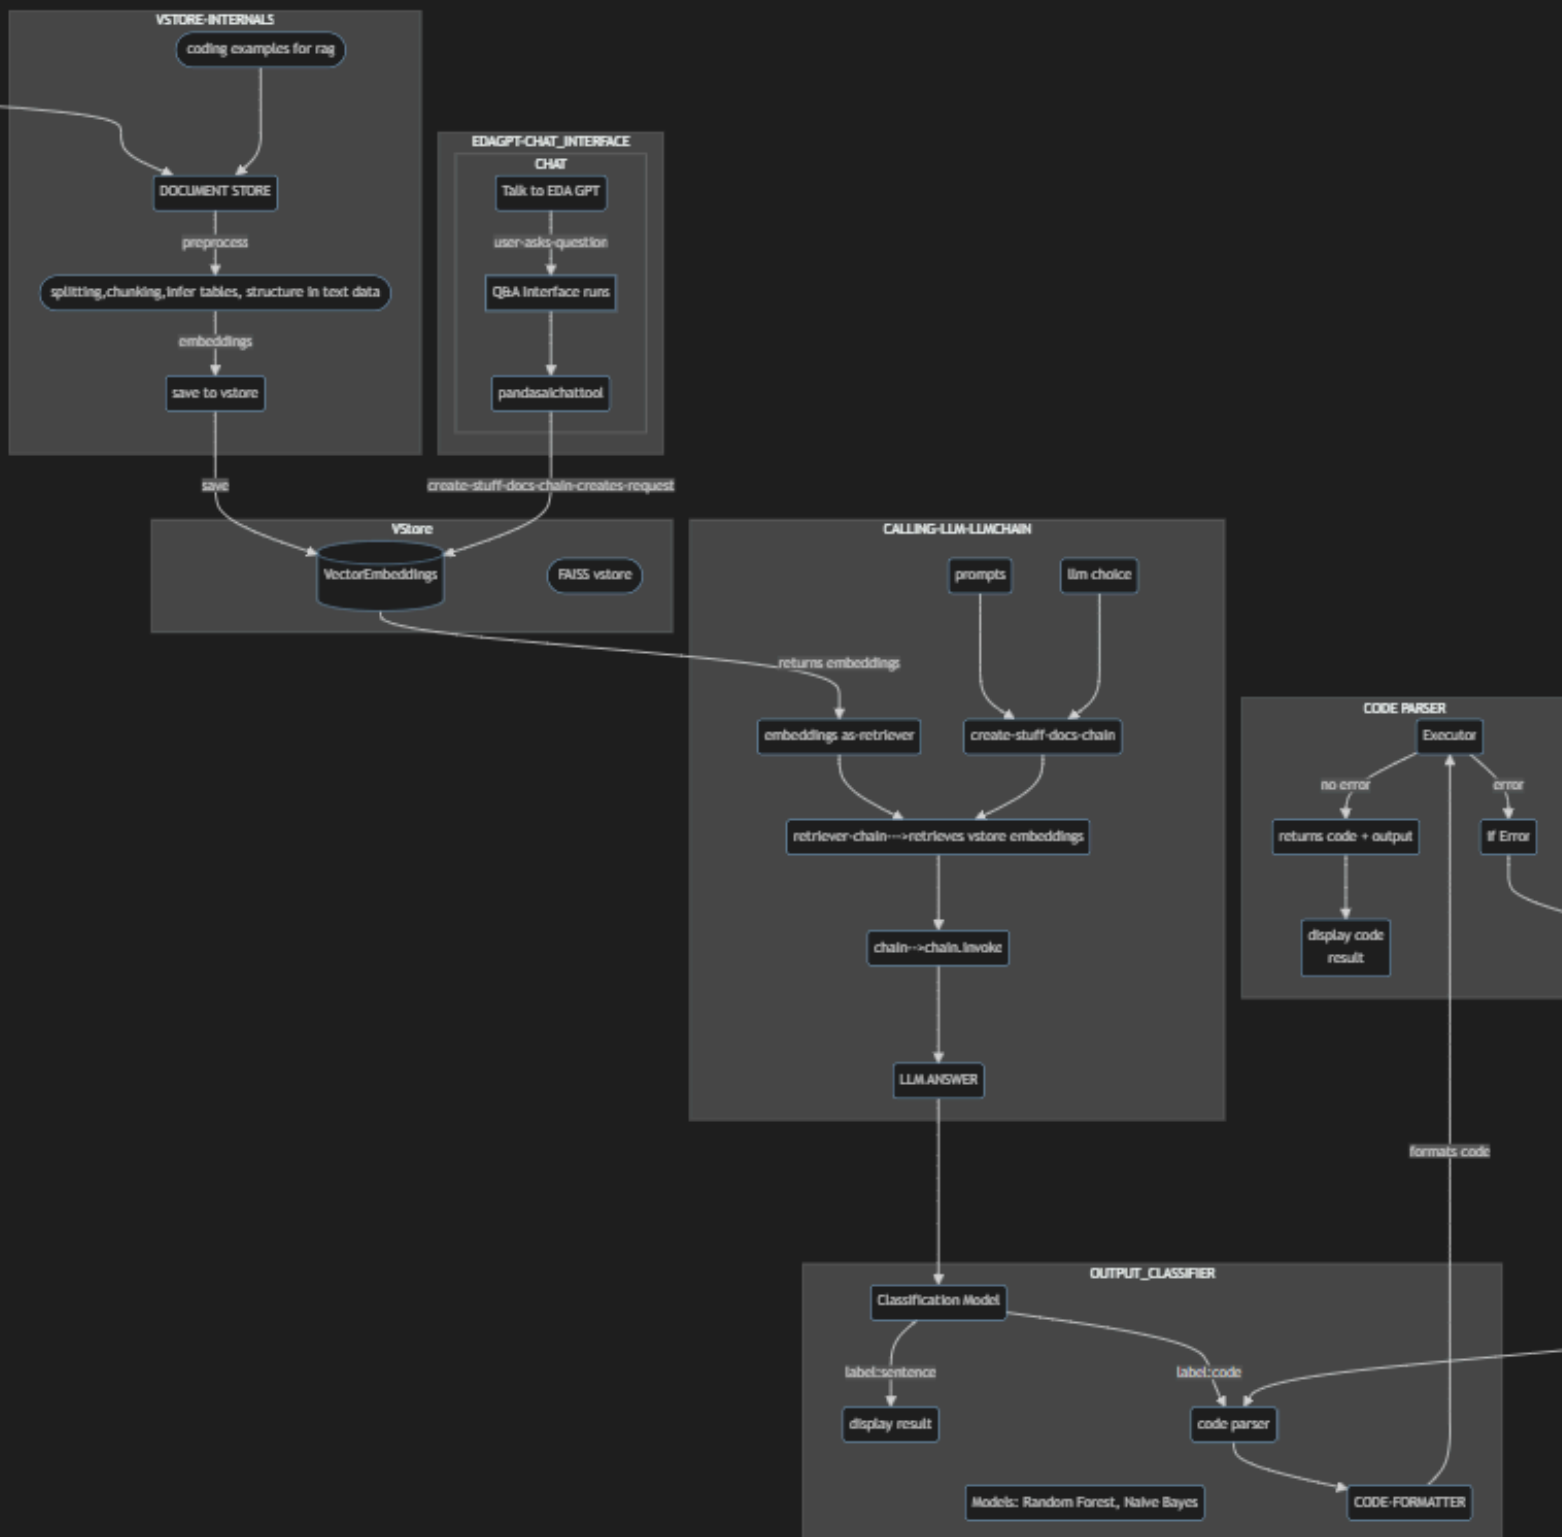 VSTORE-INTERNALS
coding examples for rag
DOCUMENT STORE
preprocess
splitting,chunking,infer tables, structure in text data
embeddings
save to vstore
save
EDAGPT-CHAT_INTERFACE
CHAT
Talk to EDA GPT
user-asks-question
Q&A Interface runs
pandasaichattool
create-stuff-docs-chain-creates-request
VStore
VectorEmbeddings
FAISS vstore
CALLING-LLM-LLMCHAIN
prompts
llm choice
returns embeddings
embeddings as-retriever
create-stuff-docs-chain
retriever-chain--->retrieves vstore embeddings
chain-->chain.invoke
LLM ANSWER
CODE PARSER
Executor
no error
error
returns code + output
If Error
display code
result
formats code
OUTPUT_CLASSIFIER
Classification Model
label:sentence
label:code
display result
code parser
Models: Random Forest, Naive Bayes
CODE-FORMATTER